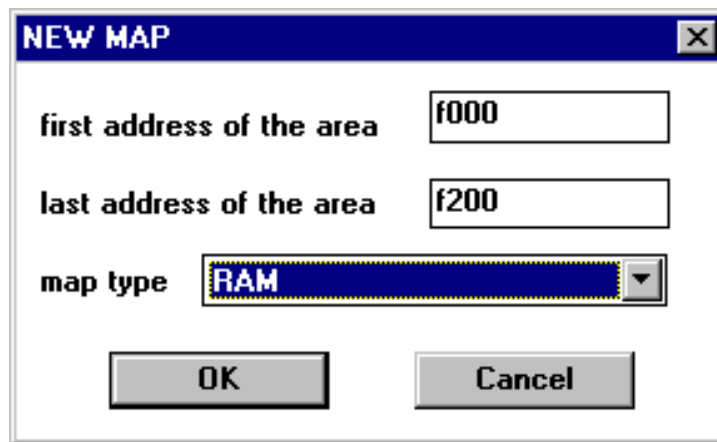 NEW MAP
first address of the area f000
last address of the area f200
map type RAM
OK Cancel